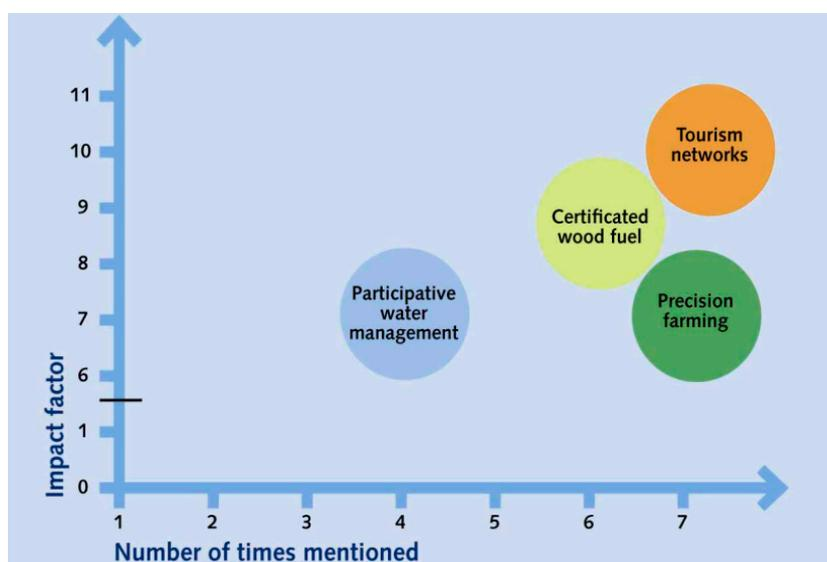 Impact factor
11
10
9
8
7
6
1
0
Tourism
networks
Certificated
wood fuel
Participative
water
management
Precision
farming
1 2 3 4 5 6 7
Number of times mentioned